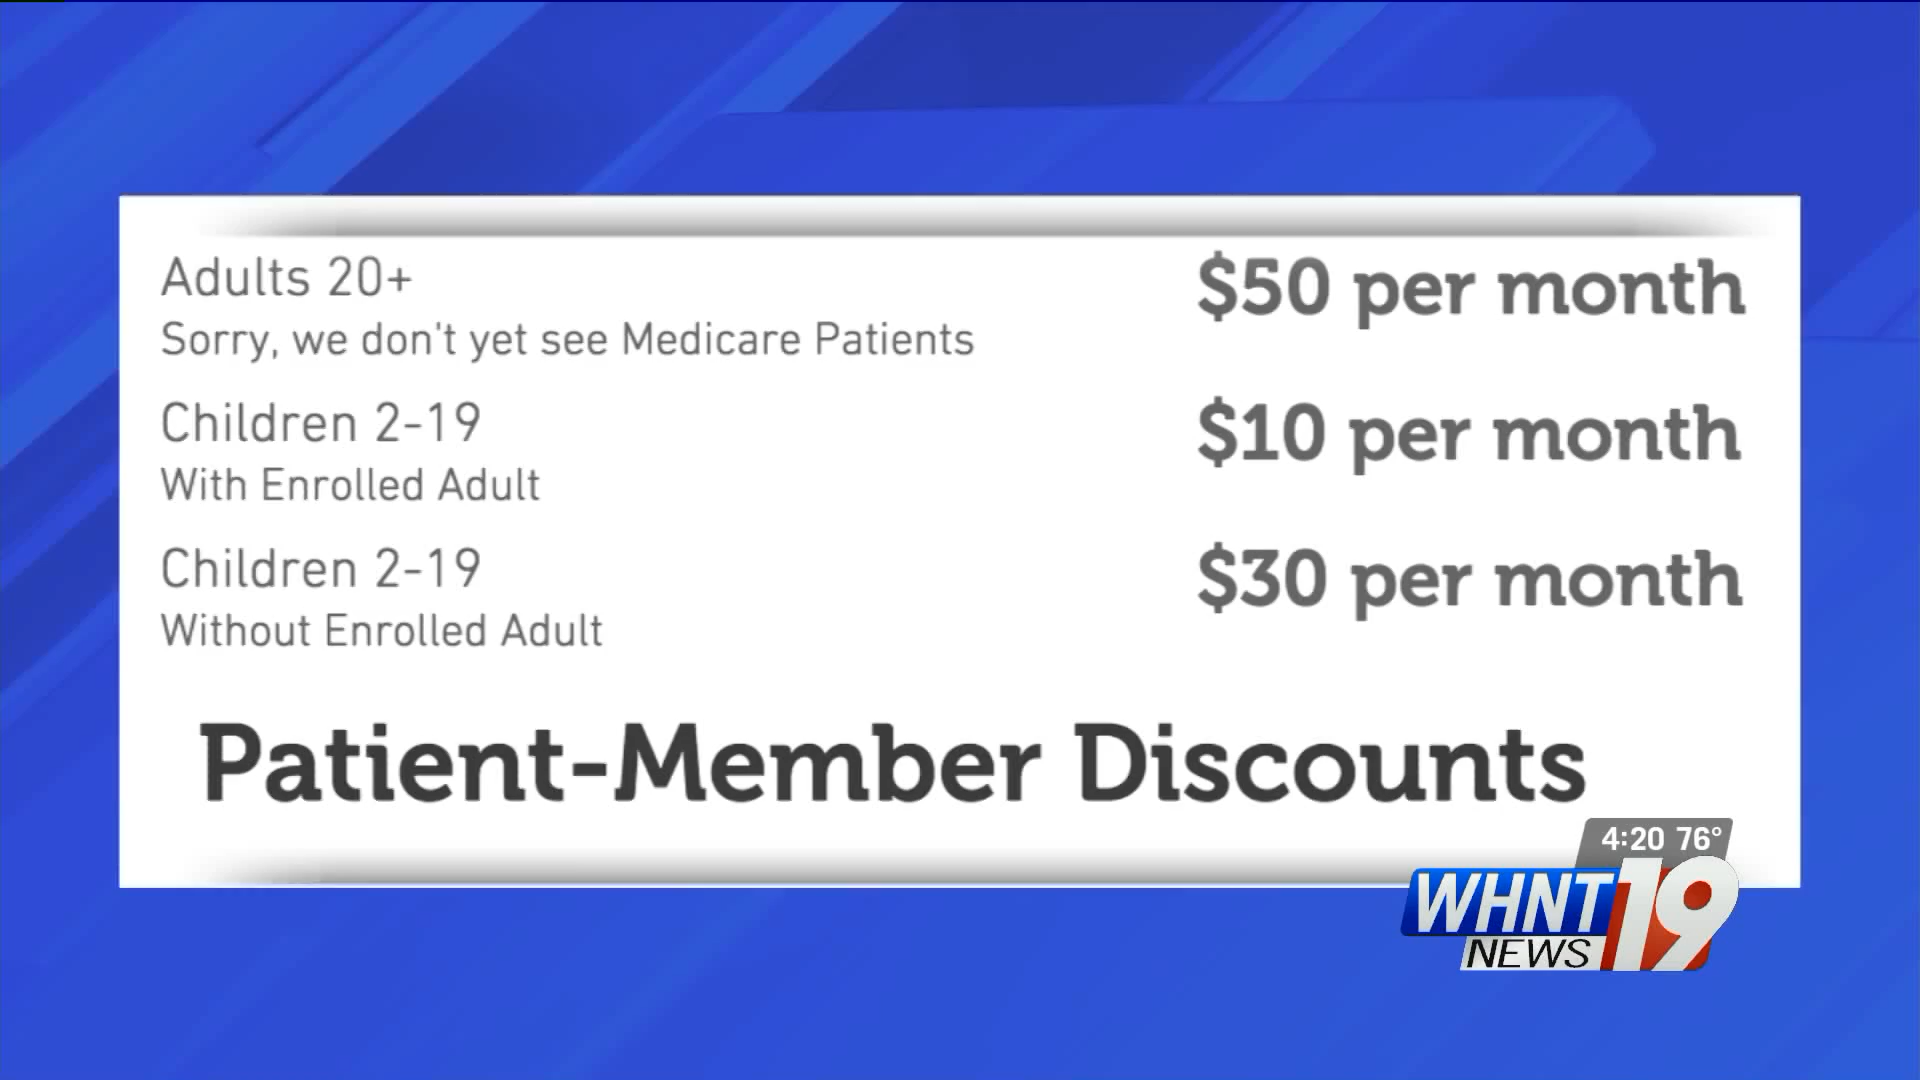 Adults 20+
$50 per month
Sorry, we don't yet see Medicare Patients
Children 2-19
$10 per month
With Enrolled Adult
Children 2-19
$30 per month
Without Enrolled Adult
Patient-Member Discounts
4:20 76°
WHNT 19
NEWS